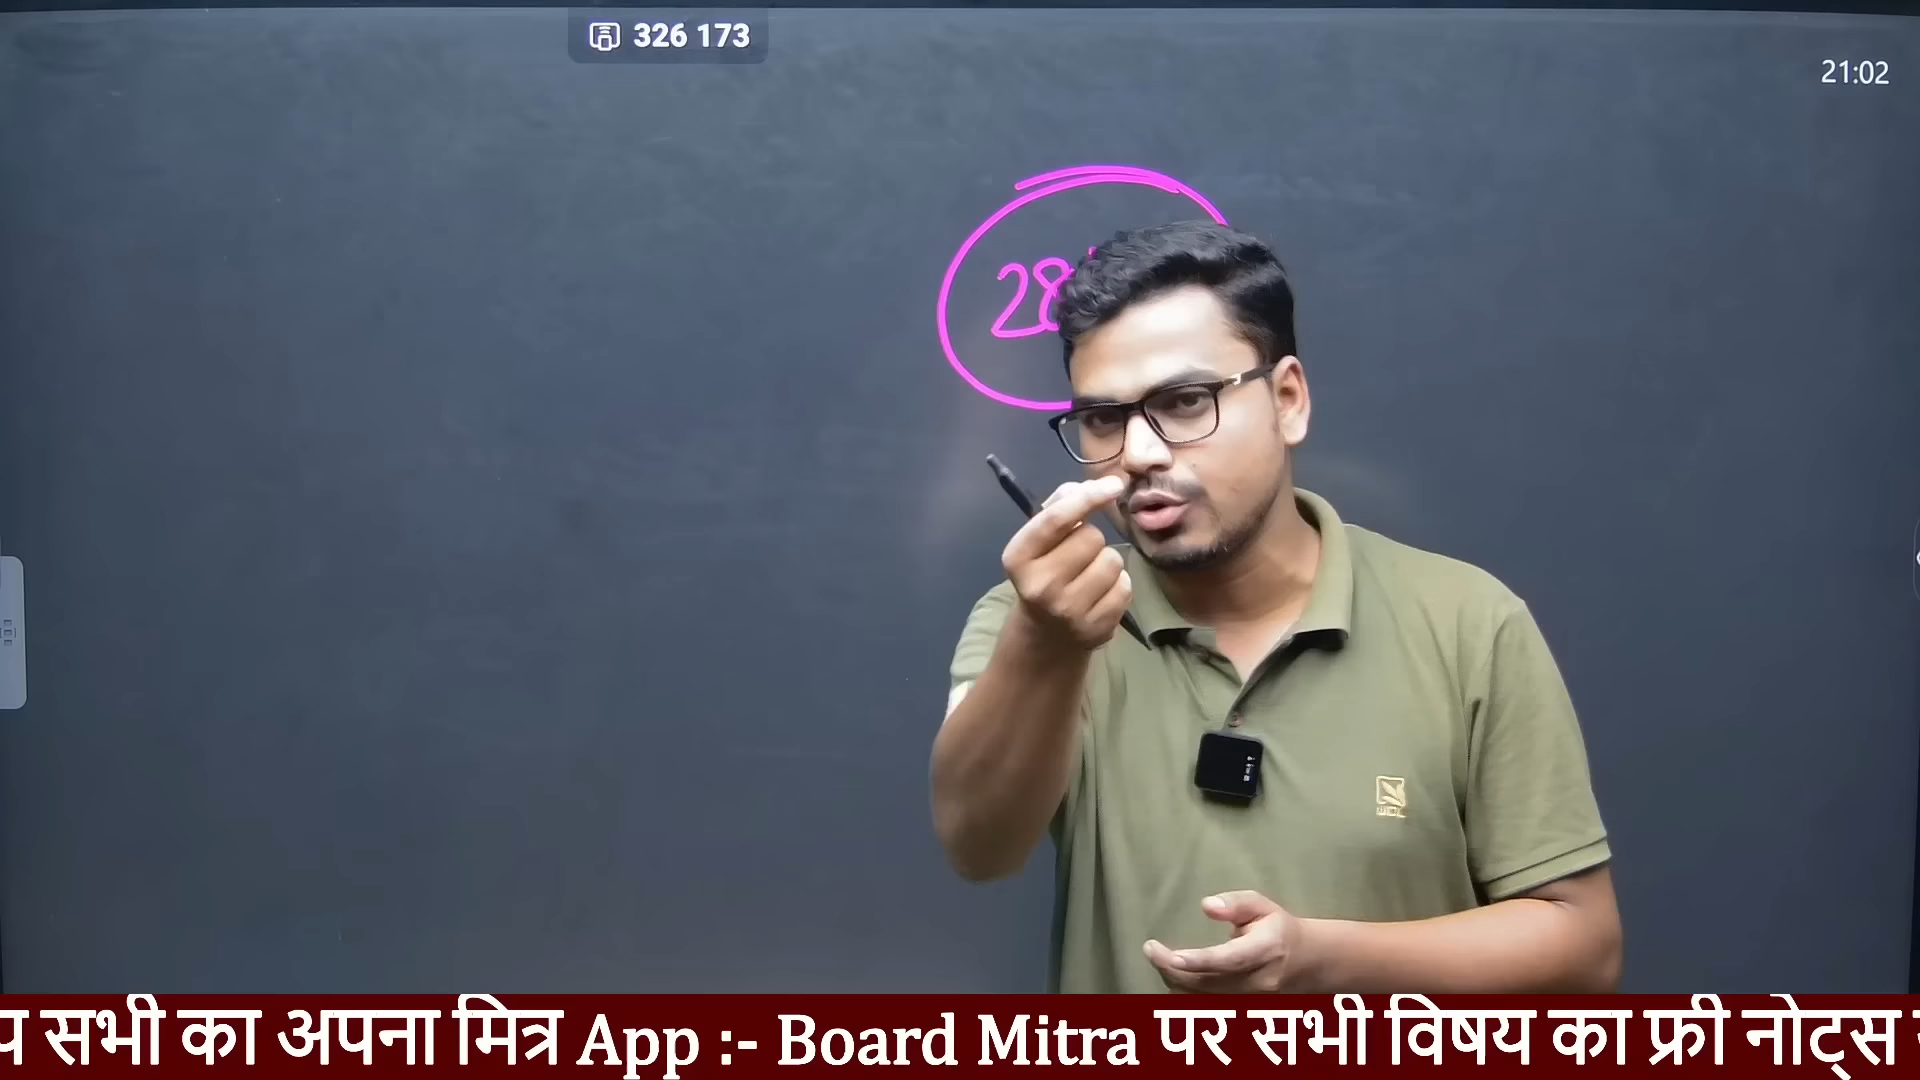 326 173
21:02
28
सभी का अपना मित्र App :- Board Mitra पर सभी विषय का फ्री नोट्स